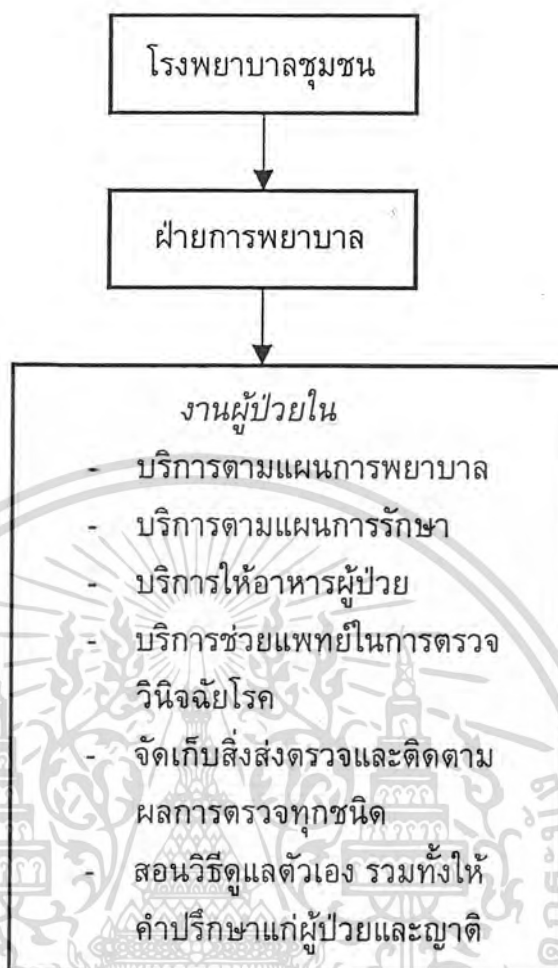 โรงพยาบาลชุมชน
ฝ่ายการพยาบาล
งานผู้ป่วยใน
- บริการตามแผนการพยาบาล
- บริการตามแผนการรักษา
- บริการให้อาหารผู้ป่วย
- บริการช่วยแพทย์ในการตรวจ
วินิจฉัยโรค
- จัดเก็บสิ่งส่งตรวจและติดตาม
ผลการตรวจทุกชนิด
- สอนวิธีดูแลตัวเอง รวมทั้งให้
คำปรึกษาแก่ผู้ป่วยและญาติ